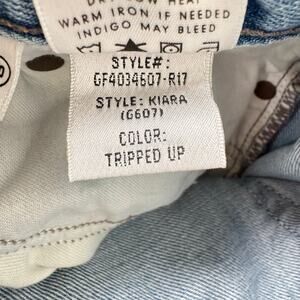 WARM IRON IF NEEDED
INDIGO MAY BLEED
STYLE#:
GF4034607-R17
STYLE: KIARA
(G607)
COLOR:
TRIPPED UP